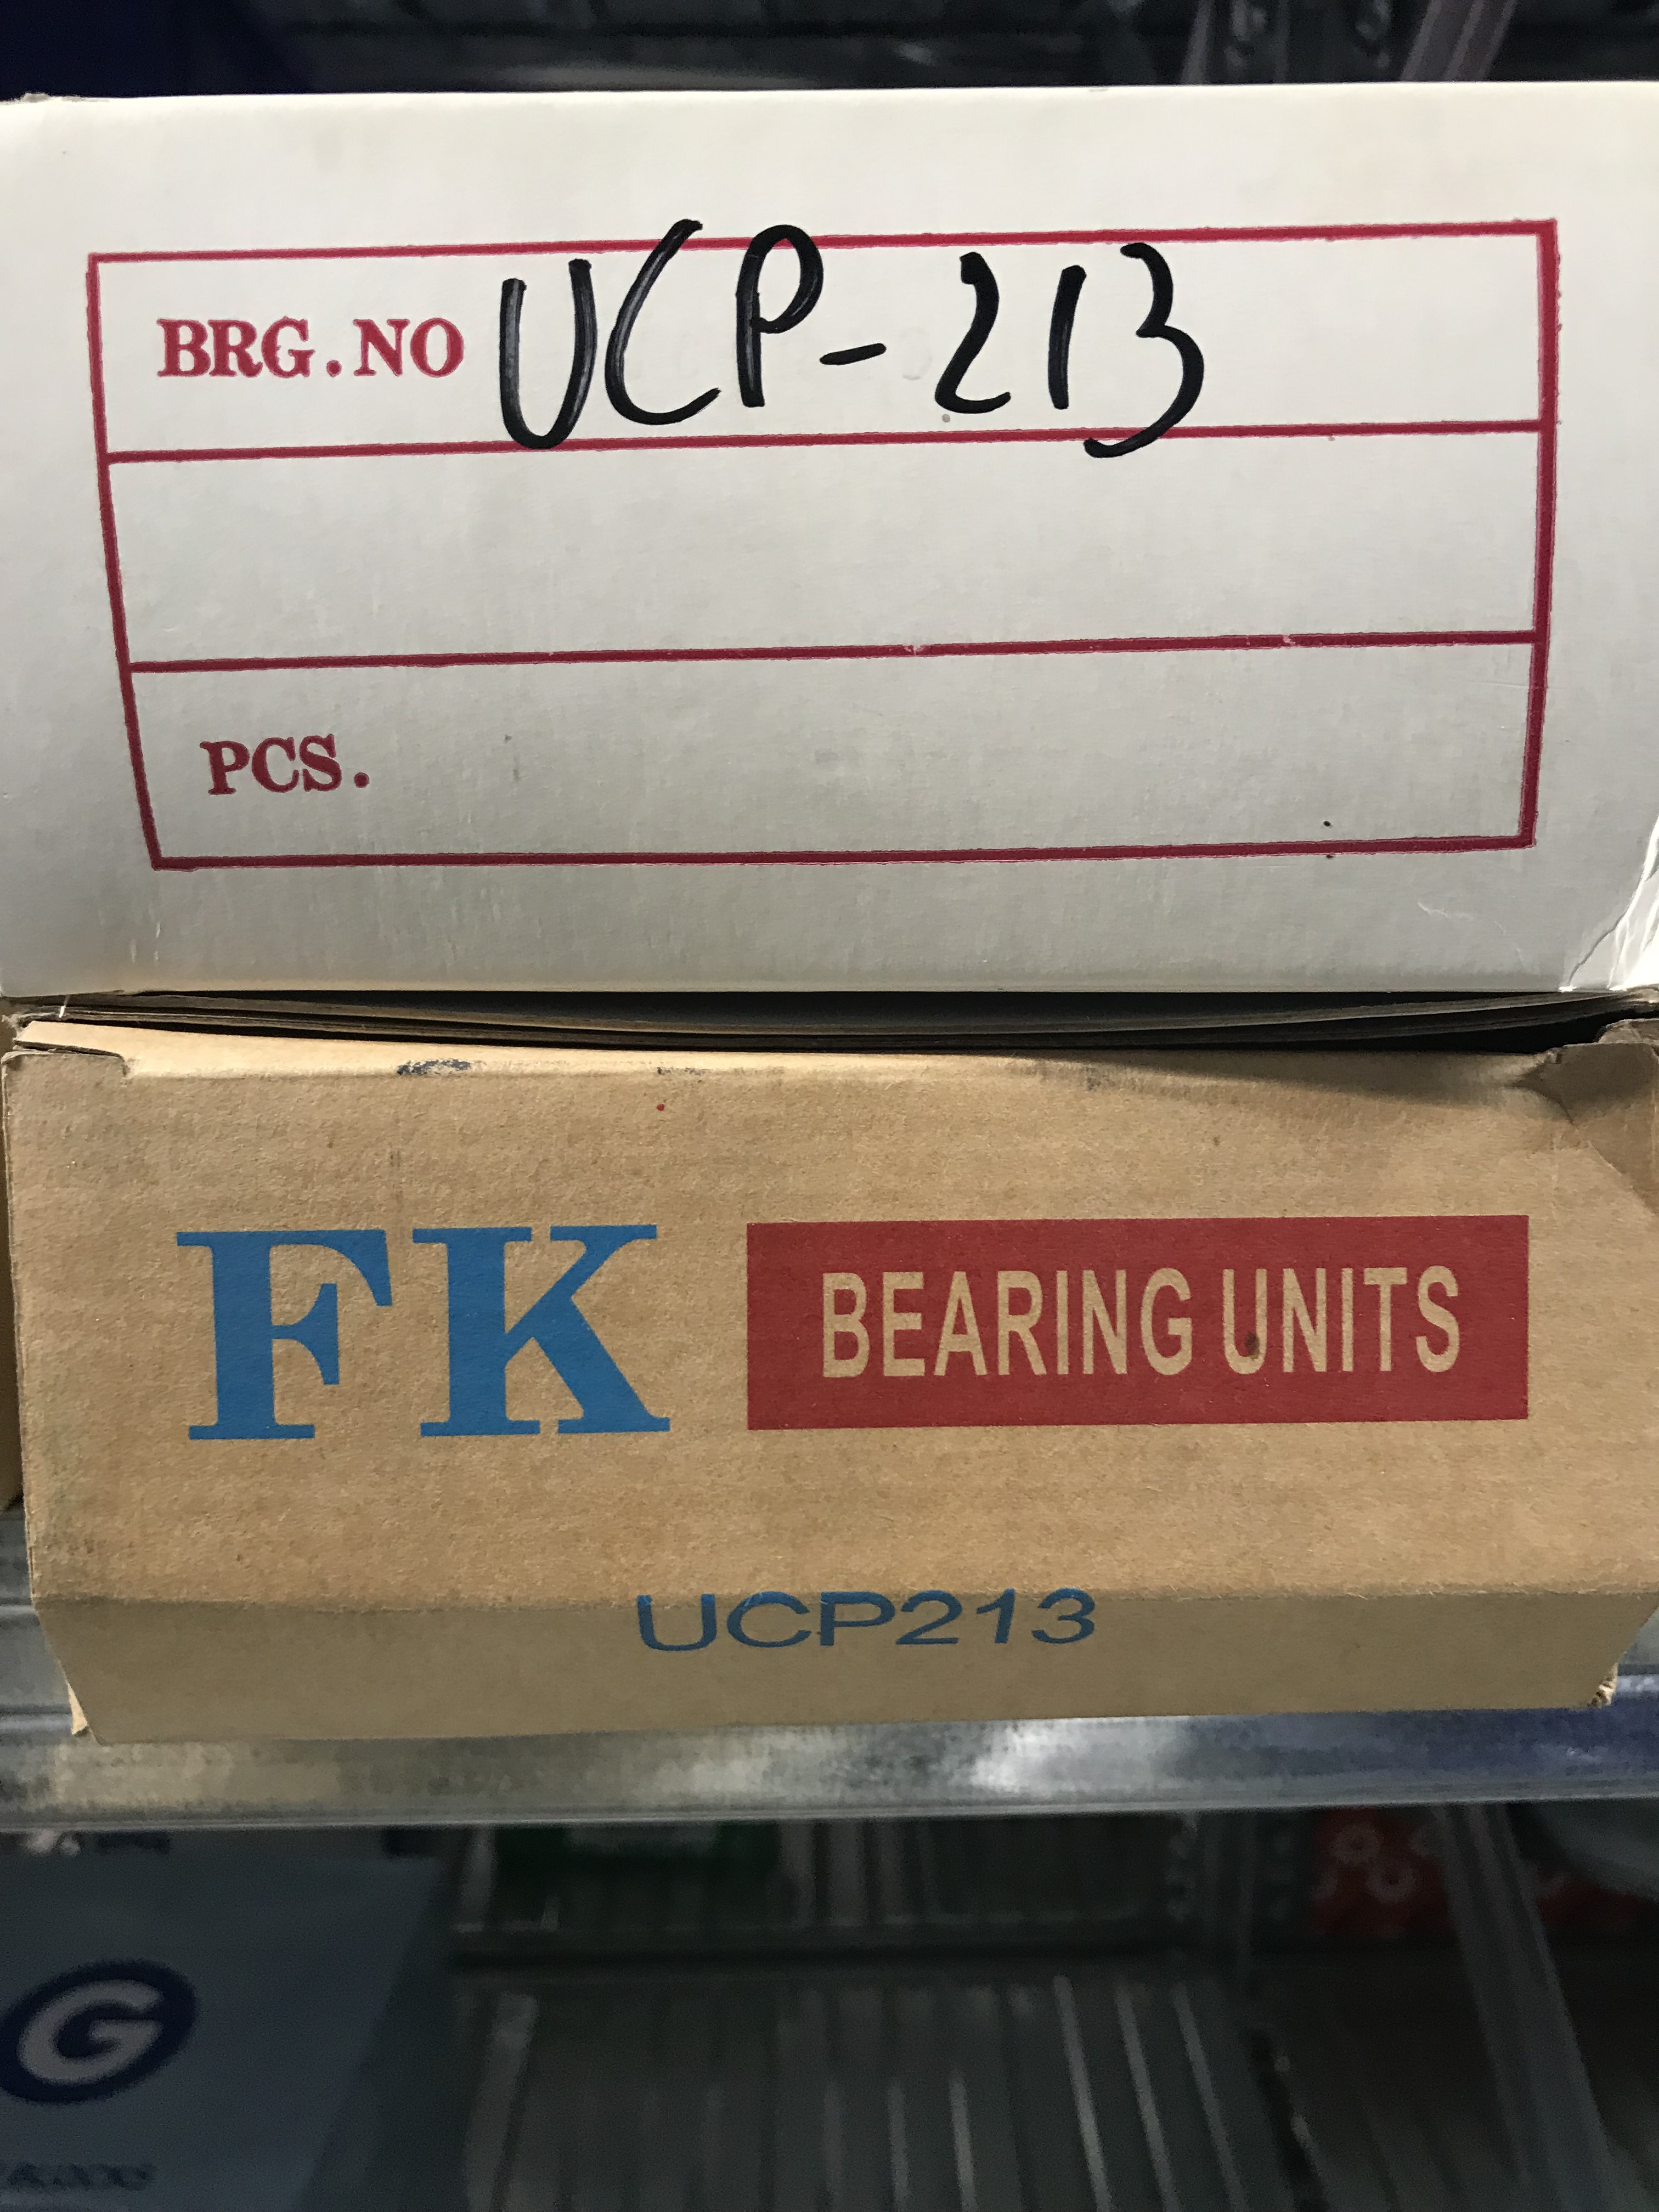 BRG.NO UCP-213
PCS.
FK BEARING UNITS
UCP213
G